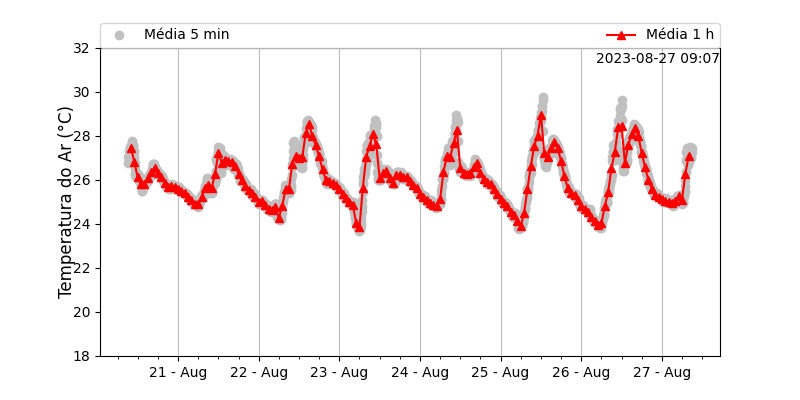 Média 5 min
Média 1 h
2023-08-27 09:07
Temperatura do Ar (°C)
32
30
28
26
24
22
20
18
21 - Aug
22 - Aug
23 - Aug
24 - Aug
25 - Aug
26 - Aug
27 - Aug